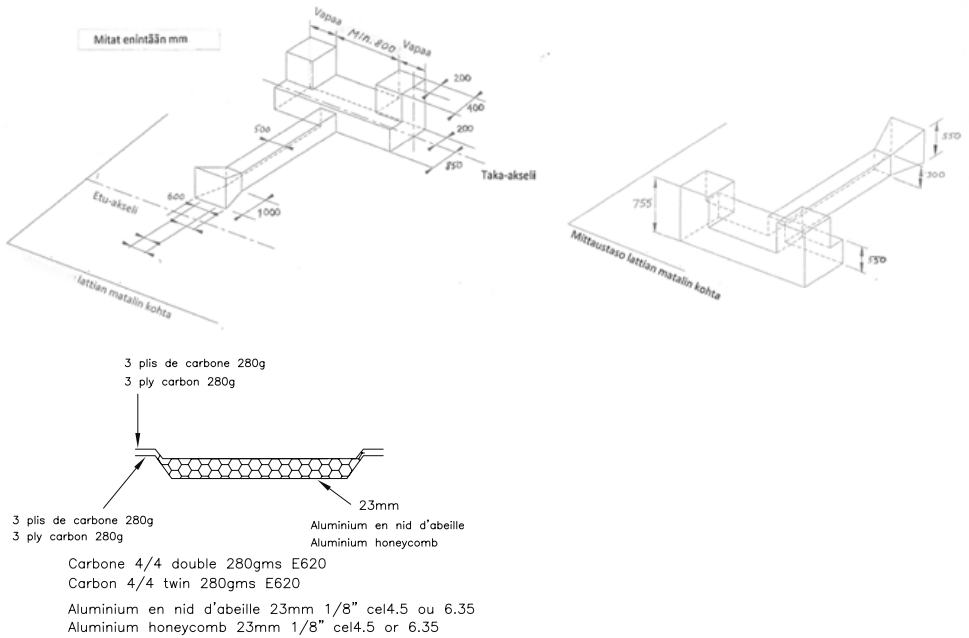 Mitat enintään mm
Vapaa
Min. 800
Vapaa
200
400
200
850
Taka-akselii
500
600
1000
Etu-akseli
lattian matalin kohta
550
300
755
550
Mittaustaso lattian matalin kohta
3 plis de carbone 280g
3 ply carbon 280g
3 plis de carbone 280g
3 ply carbon 280g
23mm
Aluminium en nid d'abeille
Aluminium honeycomb
Carbone 4/4 double 280gms E620
Carbon 4/4 twin 280gms E620
Aluminium en nid d'abeille 23mm 1/8" cel4.5 ou 6.35
Aluminium honeycomb 23mm 1/8" cel4.5 or 6.35